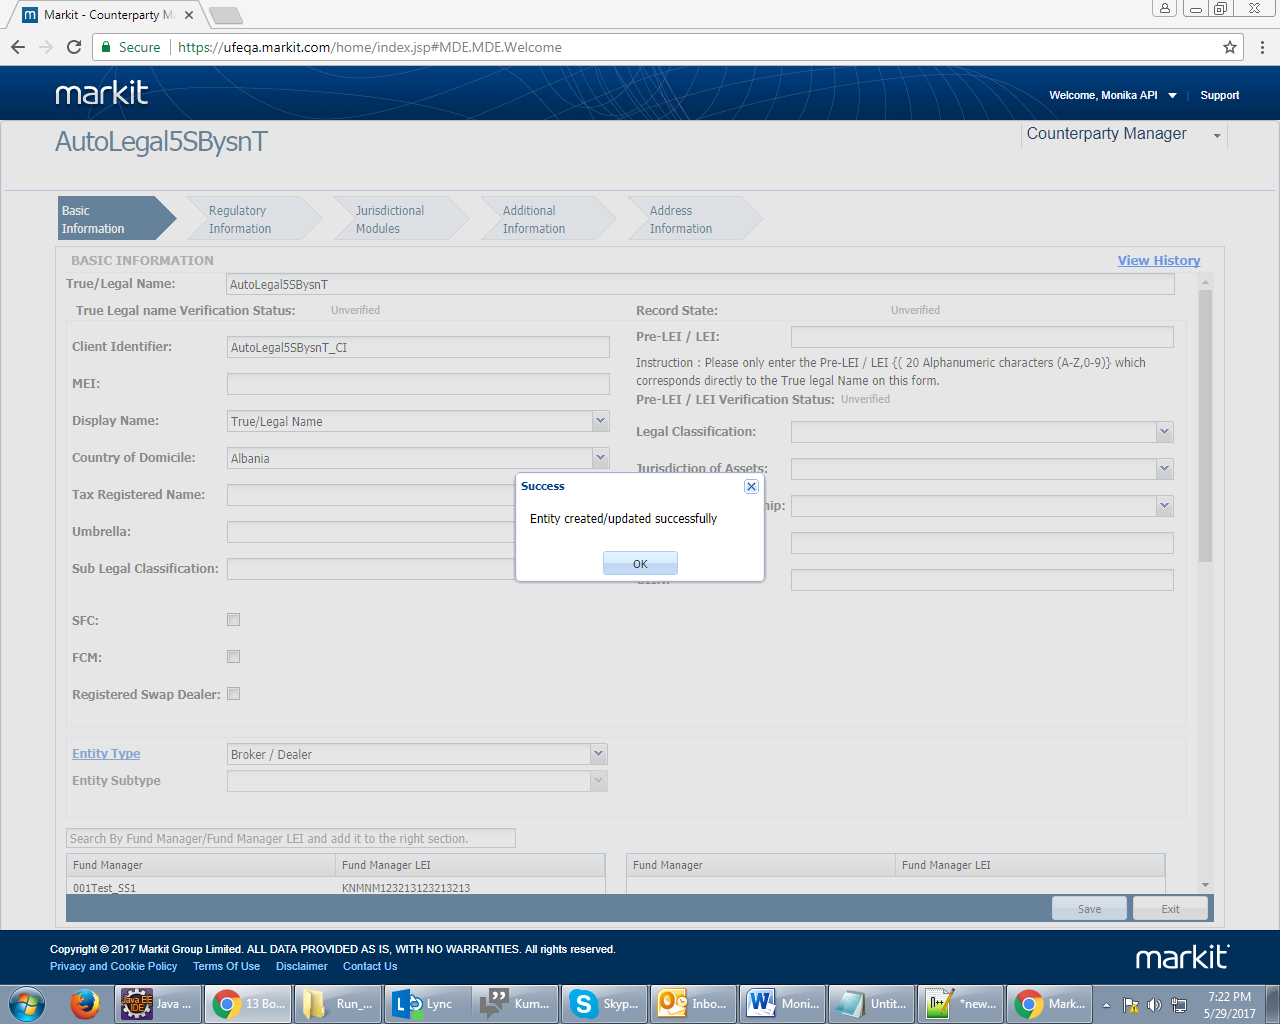 Markit - Counterparty M
Secure https://ufeqa.markit.com/home/index.jsp#MDE.MDE.Welcome
markit
Welcome, Monika API
Support
AutoLegal5SBysnT
Counterparty Manager
Basic Information
Regulatory Information
Jurisdictional Modules
Additional Information
Address Information
BASIC INFORMATION
View History
True/Legal Name: AutoLegal5SBysnT
True Legal name Verification Status: Unverified
Record State: Unverified
Client Identifier: AutoLegal5SBysnT_CI
Pre-LEI / LEI:
Instruction : Please only enter the Pre-LEI / LEI {( 20 Alphanumeric characters (A-Z,0-9)} which
corresponds directly to the True legal Name on this form.
MEI:
Pre-LEI / LEI Verification Status: Unverified
Display Name: True/Legal Name
Legal Classification:
Country of Domicile: Albania
Jurisdiction of Assets:
Tax Registered Name:
hip:
Umbrella:
Sub Legal Classification:
Success
Entity created/updated successfully
OK
SFC:
FCM:
Registered Swap Dealer:
Entity Type Broker / Dealer
Entity Subtype
Search By Fund Manager/Fund Manager LEI and add it to the right section.
Fund Manager Fund Manager LEI Fund Manager Fund Manager LEI
001Test_SS1 KNMNM123213123213213
Save Exit
Copyright © 2017 Markit Group Limited. ALL DATA PROVIDED AS IS, WITH NO WARRANTIES. All rights reserved.
Privacy and Cookie Policy Terms Of Use Disclaimer Contact Us
markit
Java EE IDE Java ... 13 Bo... Run_... Lync Kum... Skyp... Inbo... Moni... Untit... *new... Mark...
7:22 PM
5/29/2017